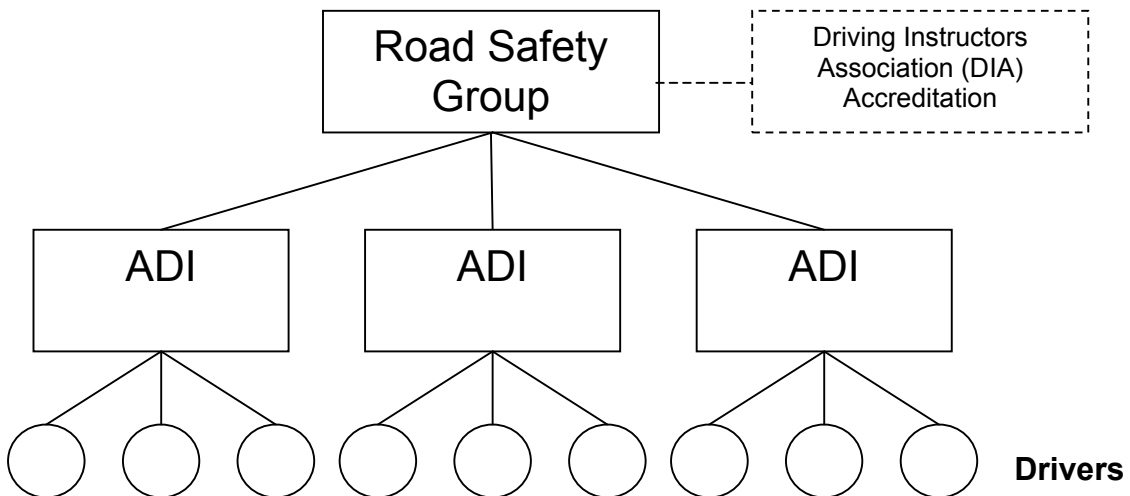 Road Safety
Group
Driving Instructors
Association (DIA)
Accreditation
ADI
ADI
ADI
Drivers